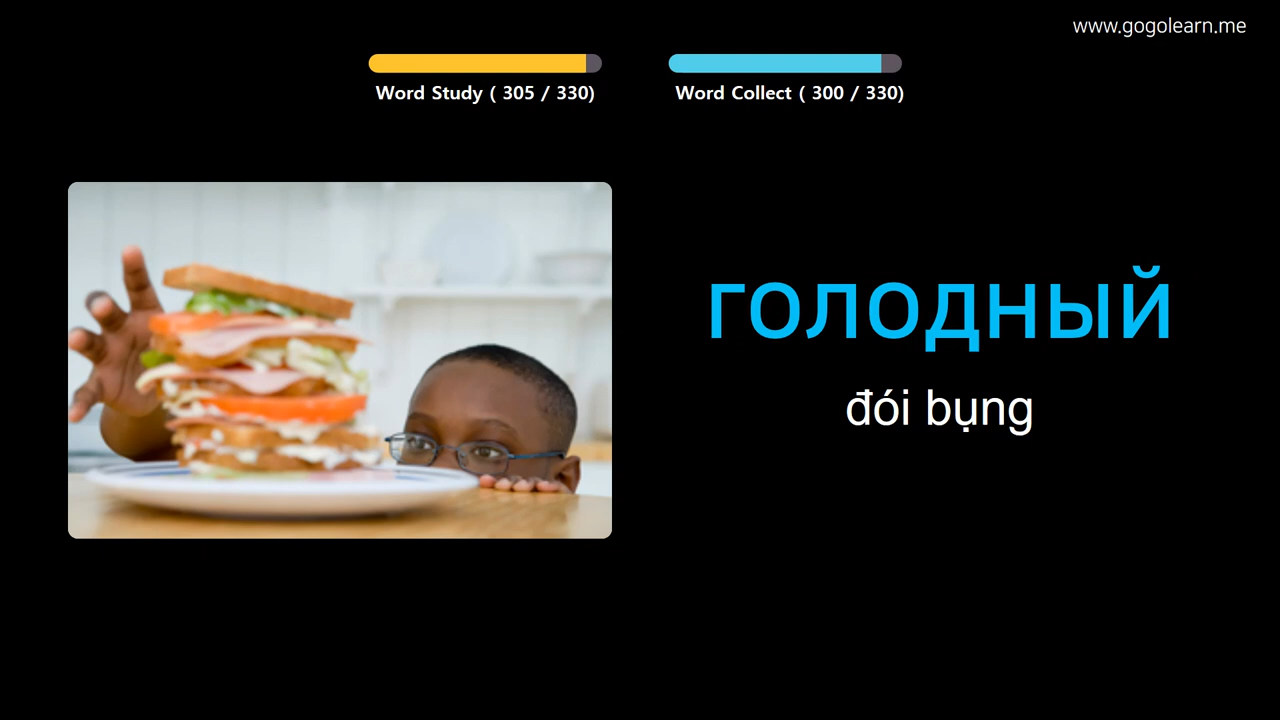 www.gogolearn.me
Word Study ( 305 / 330)
Word Collect ( 300 / 330)
голодный
đói bụng